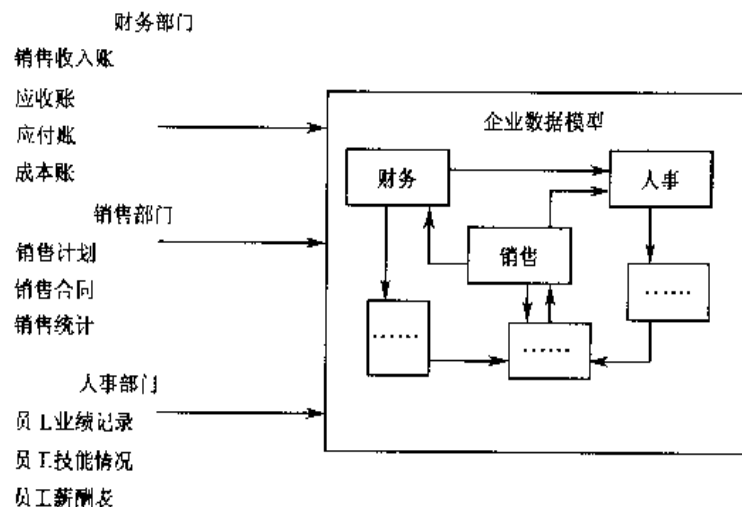 财务部门
销售收入账
应收账
应付账
成本账
销售部门
销售计划
销售合同
销售统计
人事部门
员工业绩记录
员工技能情况
员工薪酬表
企业数据模型
财务
人事
销售
……
……
……